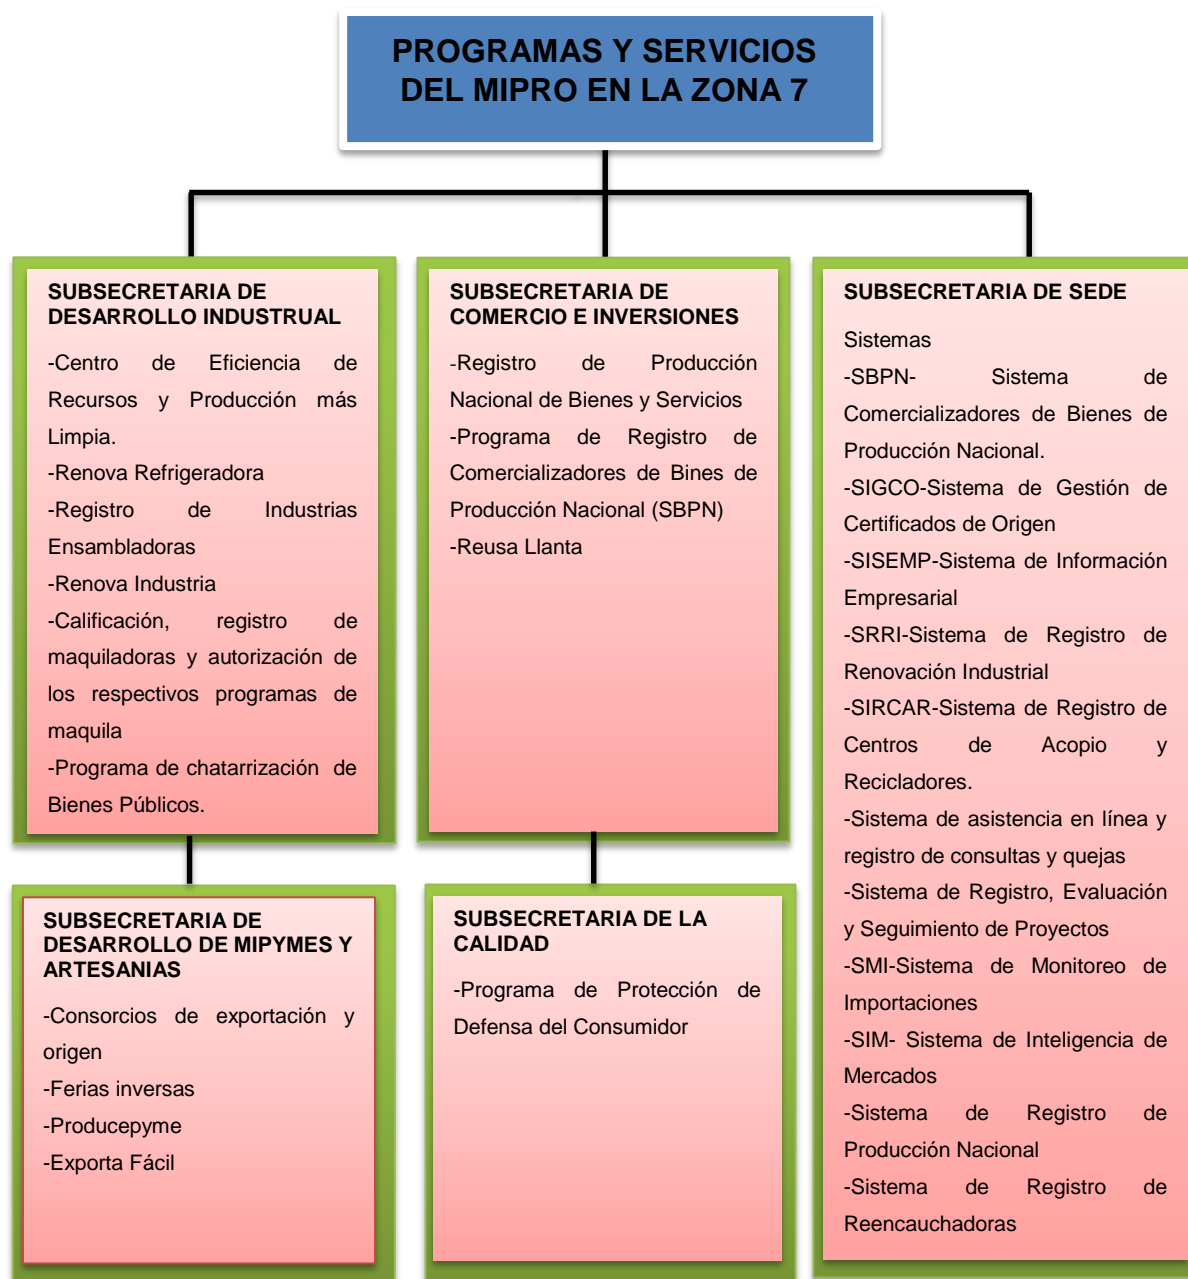 PROGRAMAS Y SERVICIOS
DEL MIPRO EN LA ZONA 7
SUBSECRETARIA DE
DESARROLLO INDUSTRUAL
-Centro de Eficiencia de
Recursos y Producción más
Limpia.
-Renova Refrigeradora
-Registro de Industrias
Ensambladoras
-Renova Industria
-Calificación, registro de
maquiladoras y autorización de
los respectivos programas de
maquila
-Programa de chatarrización de
Bienes Públicos.
SUBSECRETARIA DE
COMERCIO E INVERSIONES
-Registro de Producción
Nacional de Bienes y Servicios
-Programa de Registro de
Comercializadores de Bines de
Producción Nacional (SBPN)
-Reusa Llanta
SUBSECRETARIA DE SEDE
Sistemas
-SBPN- Sistema de
Comercializadores de Bienes de
Producción Nacional.
-SIGCO-Sistema de Gestión de
Certificados de Origen
-SISEMP-Sistema de Información
Empresarial
-SRRI-Sistema de Registro de
Renovación Industrial
-SIRCAR-Sistema de Registro de
Centros de Acopio y
Recicladores.
-Sistema de asistencia en línea y
registro de consultas y quejas
-Sistema de Registro, Evaluación
y Seguimiento de Proyectos
-SMI-Sistema de Monitoreo de
Importaciones
-SIM- Sistema de Inteligencia de
Mercados
-Sistema de Registro de
Producción Nacional
-Sistema de Registro de
Reencauchadoras
SUBSECRETARIA DE
DESARROLLO DE MIPYMES Y
ARTESANIAS
-Consorcios de exportación y
origen
-Ferias inversas
-Producepyme
-Exporta Fácil
SUBSECRETARIA DE LA
CALIDAD
-Programa de Protección de
Defensa del Consumidor